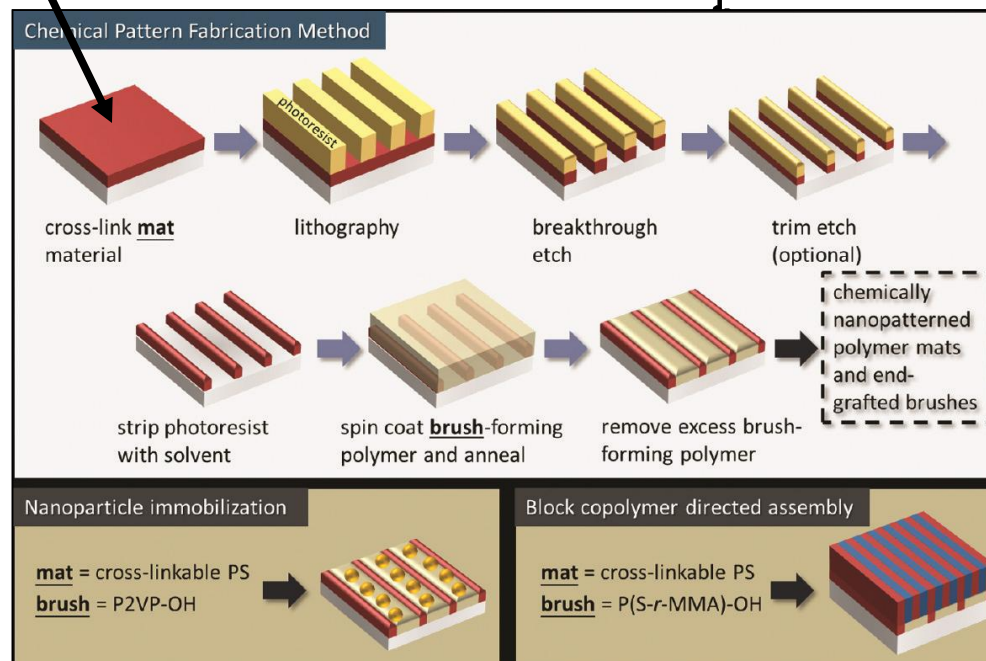 Chemical Pattern Fabrication Method
photoresist
cross-link mat
material
lithography
breakthrough
etch
trim etch
(optional)
strip photoresist
with solvent
spin coat brush-forming
polymer and anneal
remove excess brush-
forming polymer
chemically
nanopatterned
polymer mats
and end-
grafted brushes
Nanoparticle immobilization
mat = cross-linkable PS
brush = P2VP-OH
Block copolymer directed assembly
mat = cross-linkable PS
brush = P(S-r-MMA)-OH